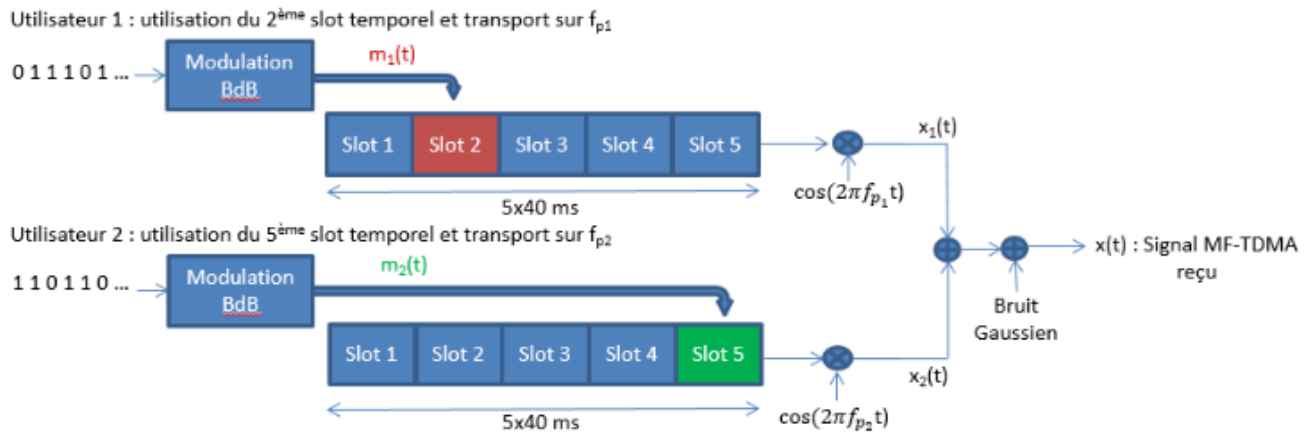 Utilisateur 1 : utilisation du 2ème slot temporel et transport sur fp1
0 1 1 1 1 0 1 ...
Modulation
BdB
m1(t)
Slot 1 Slot 2 Slot 3 Slot 4 Slot 5
x1(t)
cos(2πfp1t)
5x40 ms
Utilisateur 2 : utilisation du 5ème slot temporel et transport sur fp2
1 1 0 1 1 0 ...
Modulation
BdB
m2(t)
x(t) : Signal MF-TDMA
reçu
Bruit
Gaussien
Slot 1 Slot 2 Slot 3 Slot 4 Slot 5
x2(t)
cos(2πfp2t)
5x40 ms